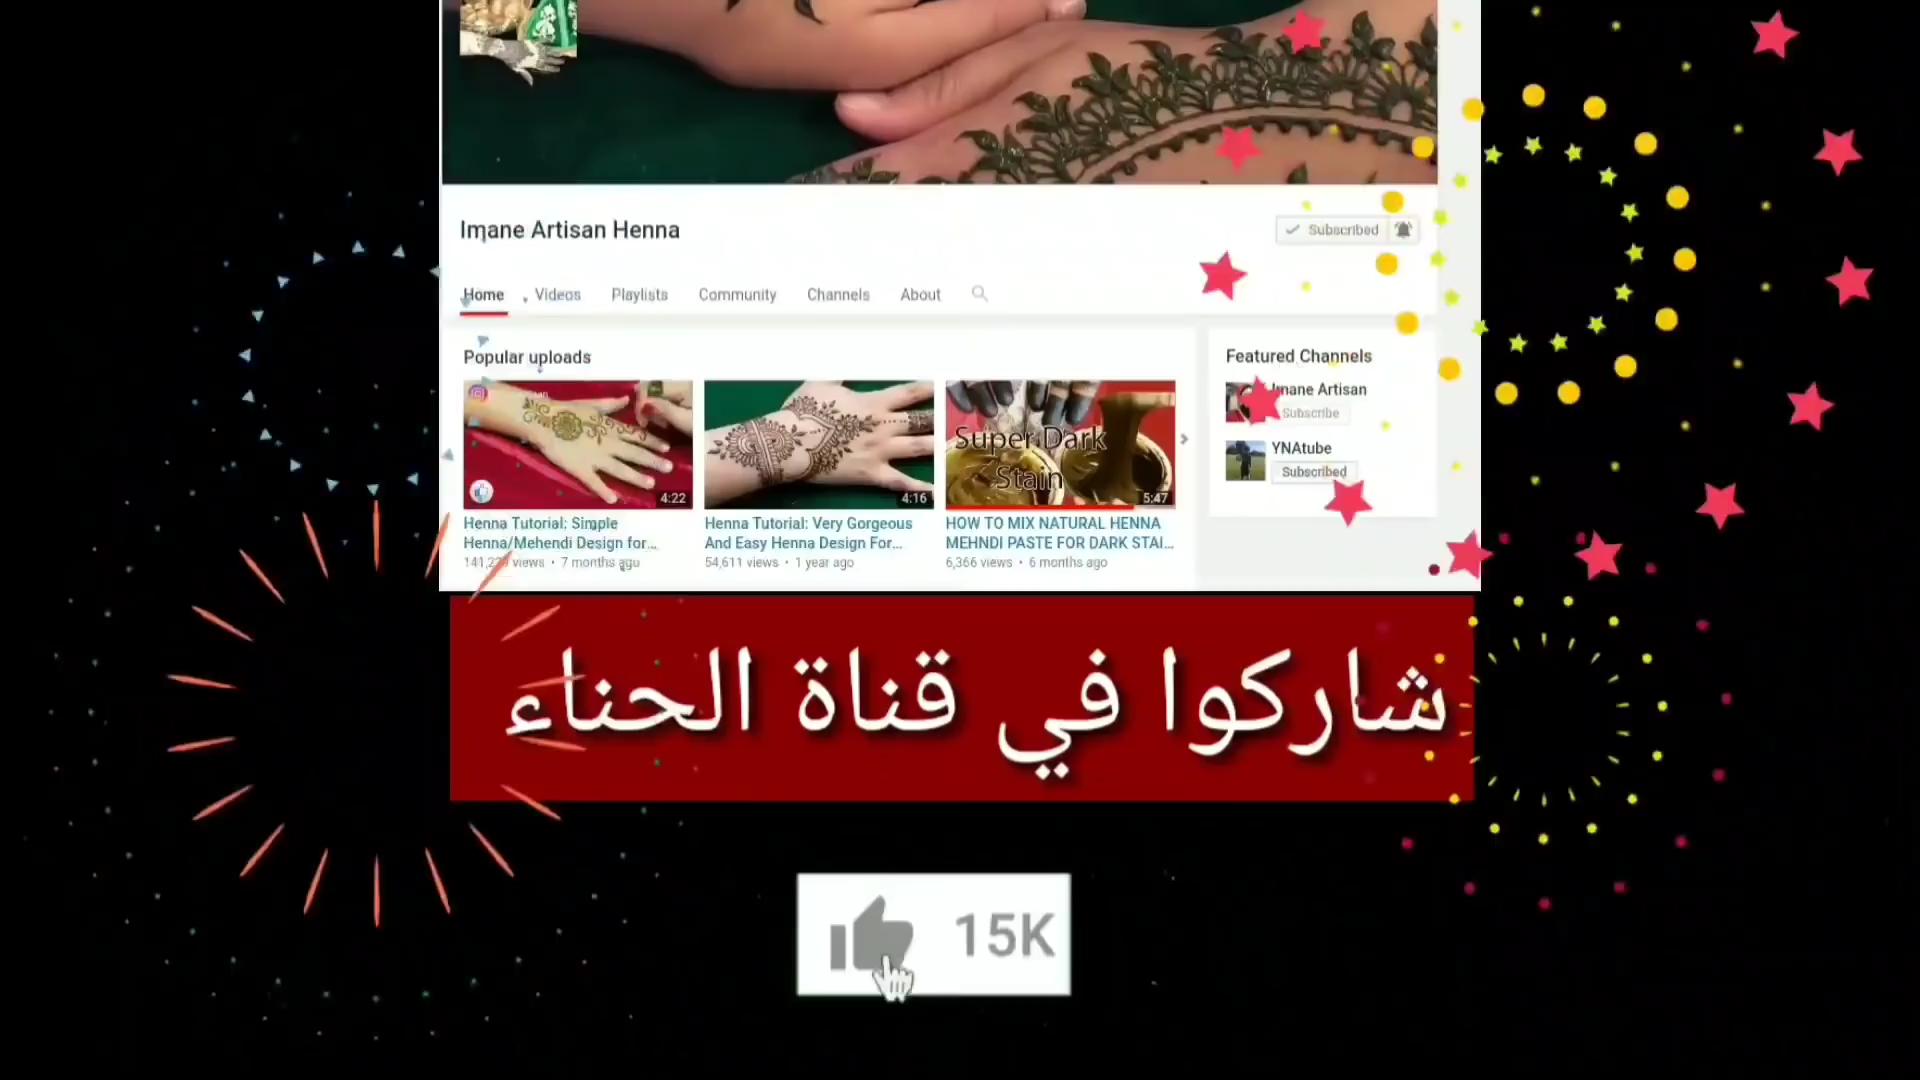 Imane Artisan Henna
Subscribed
Home Videos Playlists Community Channels About
Popular uploads
Featured Channels
Imane Artisan
Subscribe
YNAtube
Subscribed
Super Dark
Stain
4:22
4:16
5:47
Henna Tutorial: Simple
Henna/Mehendi Design for...
views • 7 months ago
Henna Tutorial: Very Gorgeous
And Easy Henna Design For...
54,611 views • 1 year ago
HOW TO MIX NATURAL HENNA
MEHNDI PASTE FOR DARK STAI...
6,366 views • 6 months ago
شاركوا في قناة الحناء
15K